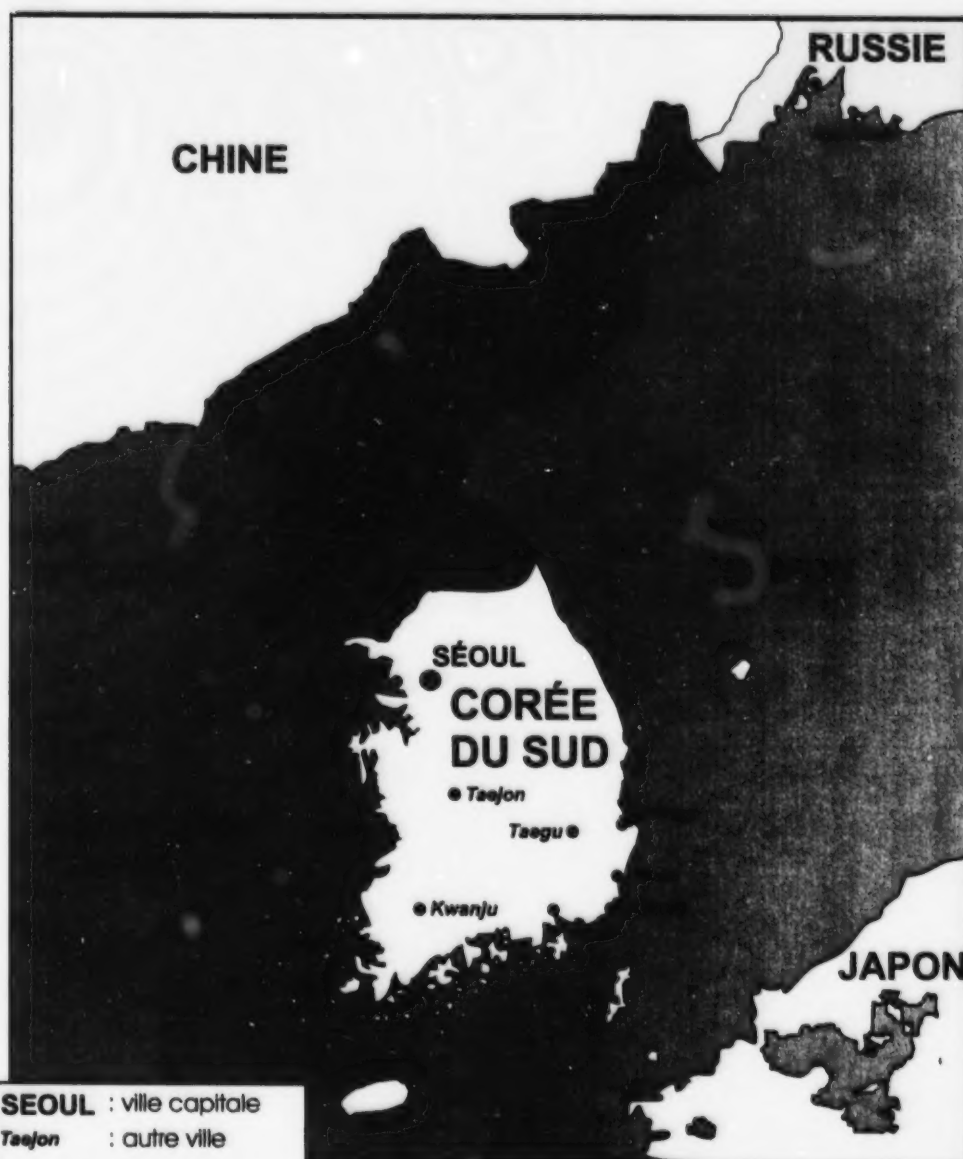 RUSSIE
CHINE
SÉOUL
CORÉE
DU SUD
Taejon
Taegu
Kwanju
JAPON
SEOUL : ville capitale
Taejon : autre ville